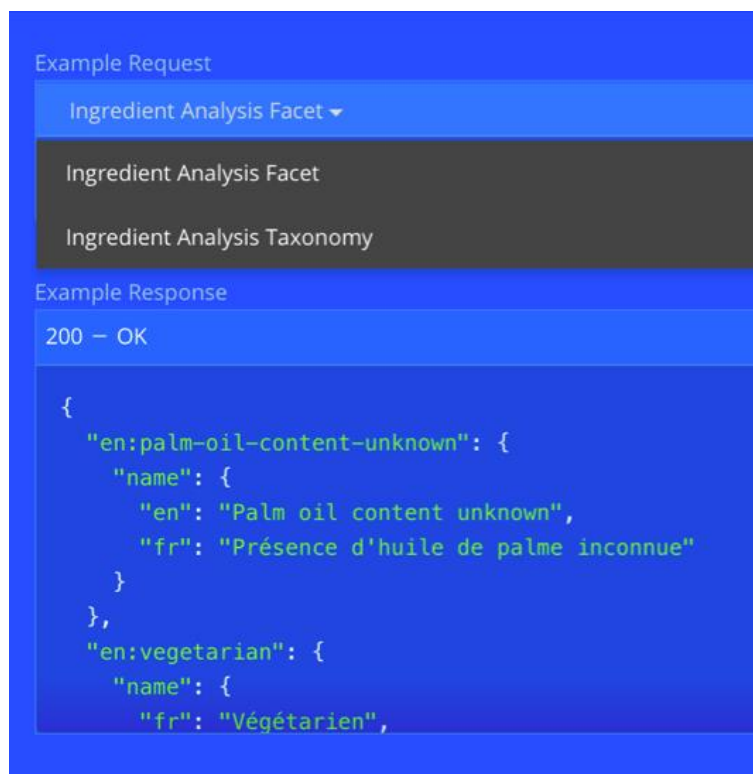 Example Request
Ingredient Analysis Facet
Ingredient Analysis Facet
Ingredient Analysis Taxonomy
Example Response
200 – OK
{
"en:palm-oil-content-unknown": {
"name": {
"en": "Palm oil content unknown",
"fr": "Présence d'huile de palme inconnue"
}
},
"en:vegetarian": {
"name": {
"fr": "Végétarien",